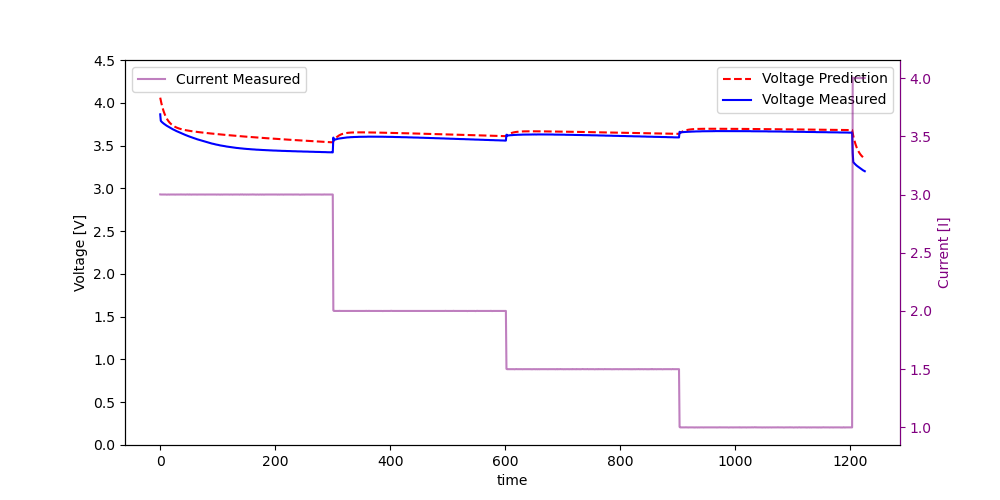 Current Measured
Voltage Prediction
Voltage Measured
4.5
4.0
3.5
3.0
2.5
2.0
1.5
1.0
0.5
0.0
Voltage [V]
4.0
3.5
3.0
2.5
2.0
1.5
1.0
Current [I]
0 200 400 600 800 1000 1200
time